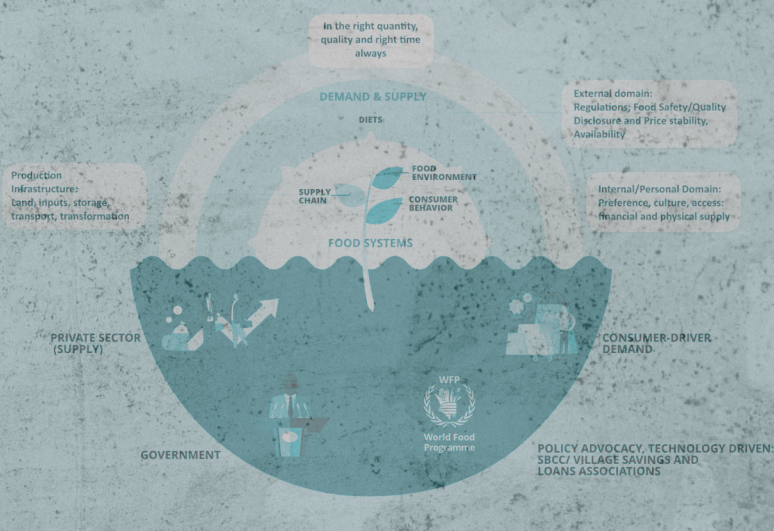 In the right quantity,
quality and right time
always
DEMAND & SUPPLY
DIETS
External domain:
Regulations; Food Safety/Quality
Disclosure and Price stability,
Availability
Production
Infrastructure:
Land, inputs, storage,
transport, transformation
FOOD
ENVIRONMENT
SUPPLY
CHAIN
CONSUMER
BEHAVIOR
Internal/Personal Domain:
Preference, culture, access:
financial and physical supply
FOOD SYSTEMS
PRIVATE SECTOR
(SUPPLY)
CONSUMER-DRIVER
DEMAND
WFP
World Food
Programme
GOVERNMENT
POLICY ADVOCACY, TECHNOLOGY DRIVEN:
SBCC/ VILLAGE SAVINGS AND
LOANS ASSOCIATIONS